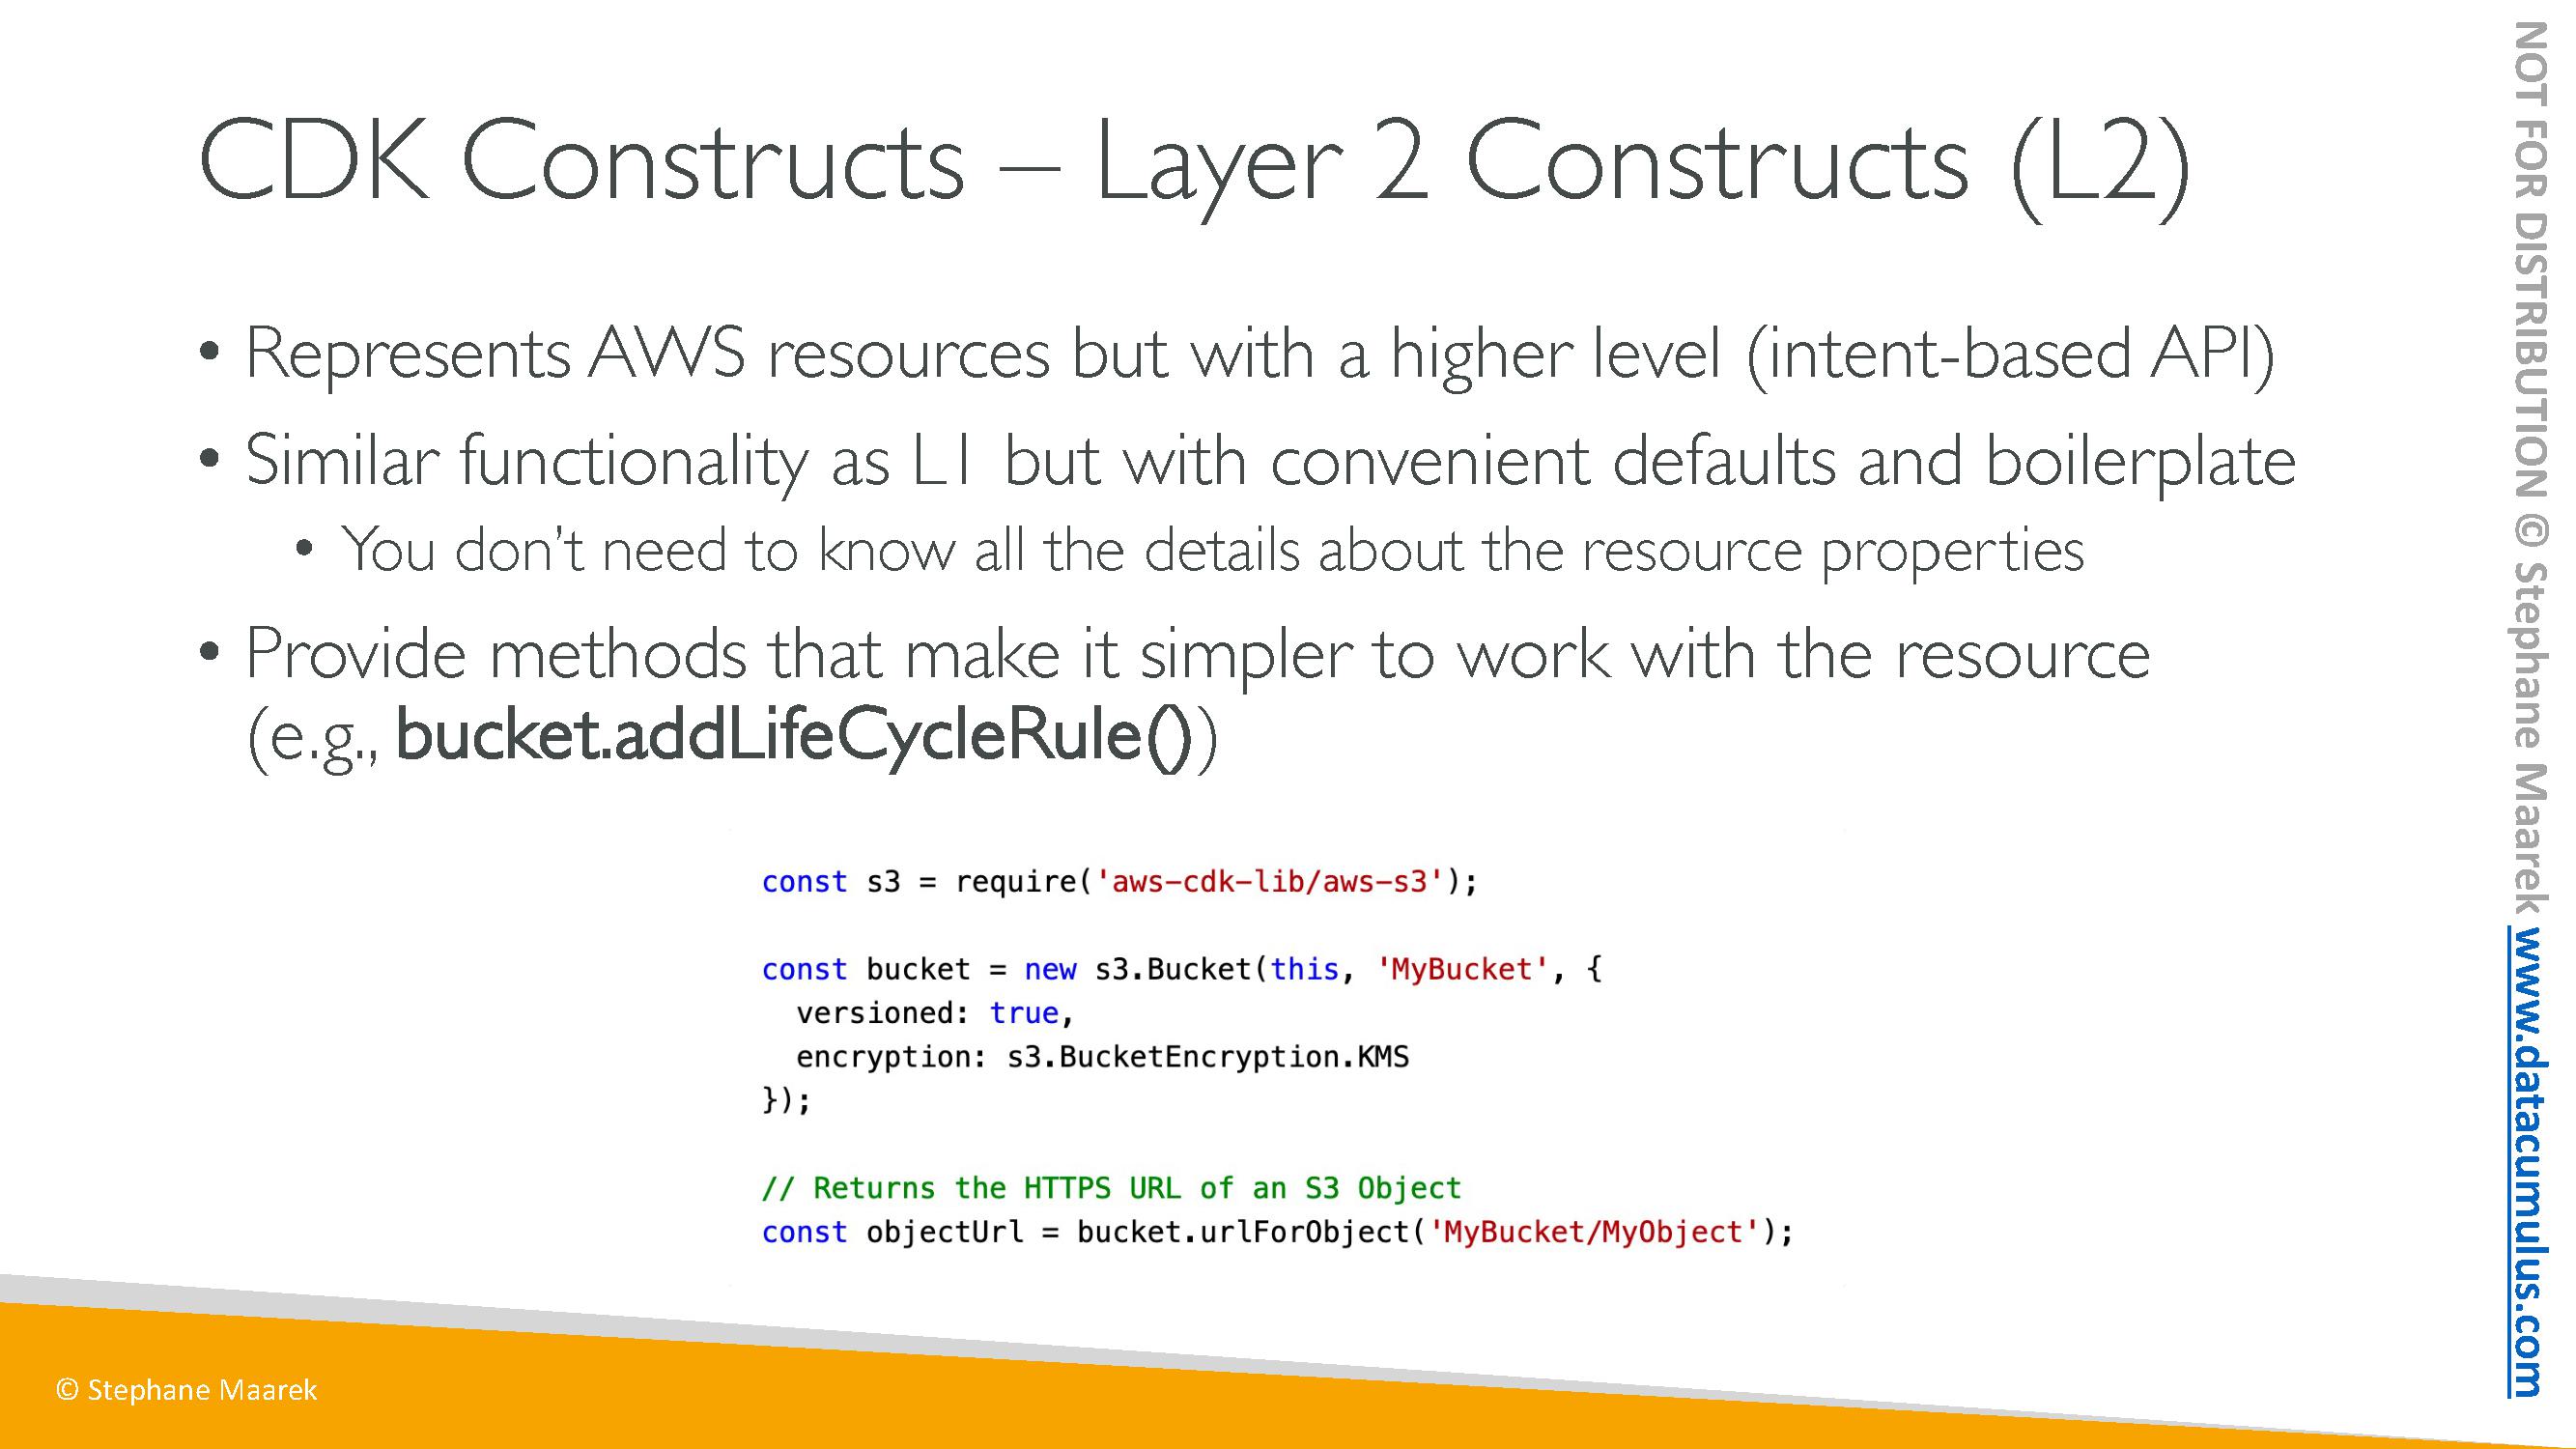 CDK Constructs – Layer 2 Constructs (L2)
• Represents AWS resources but with a higher level (intent-based API)
• Similar functionality as L1 but with convenient defaults and boilerplate
• You don’t need to know all the details about the resource properties
• Provide methods that make it simpler to work with the resource
(e.g., bucket.addLifeCycleRule())
const s3 = require('aws-cdk-lib/aws-s3');
const bucket = new s3.Bucket(this, 'MyBucket', {
  versioned: true,
  encryption: s3.BucketEncryption.KMS
});
// Returns the HTTPS URL of an S3 Object
const objectUrl = bucket.urlForObject('MyBucket/MyObject');
© Stephane Maarek
NOT FOR DISTRIBUTION © Stephane Maarek www.datacumulus.com